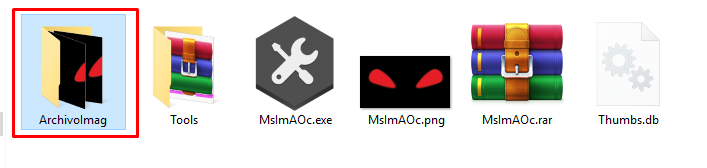 ArchivoImag
Tools
MsImAOc.exe
MsImAOc.png
MsImAOc.rar
Thumbs.db